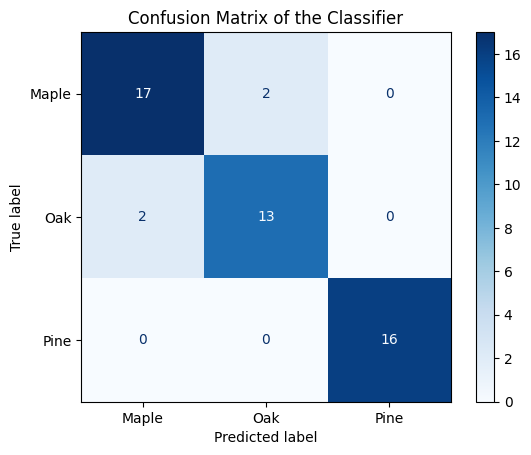 Confusion Matrix of the Classifier
True label
Maple 17 2 0
Oak 2 13 0
Pine 0 0 16
Maple Oak Pine
Predicted label
16
14
12
10
8
6
4
2
0